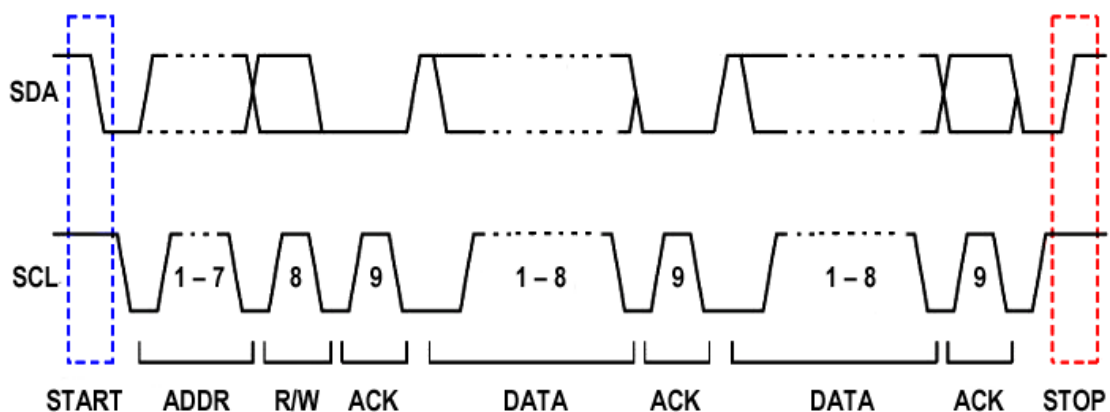 SDA
SCL 1 – 7 8 9 1 – 8 9 1 – 8 9
START ADDR R/W ACK DATA ACK DATA ACK STOP